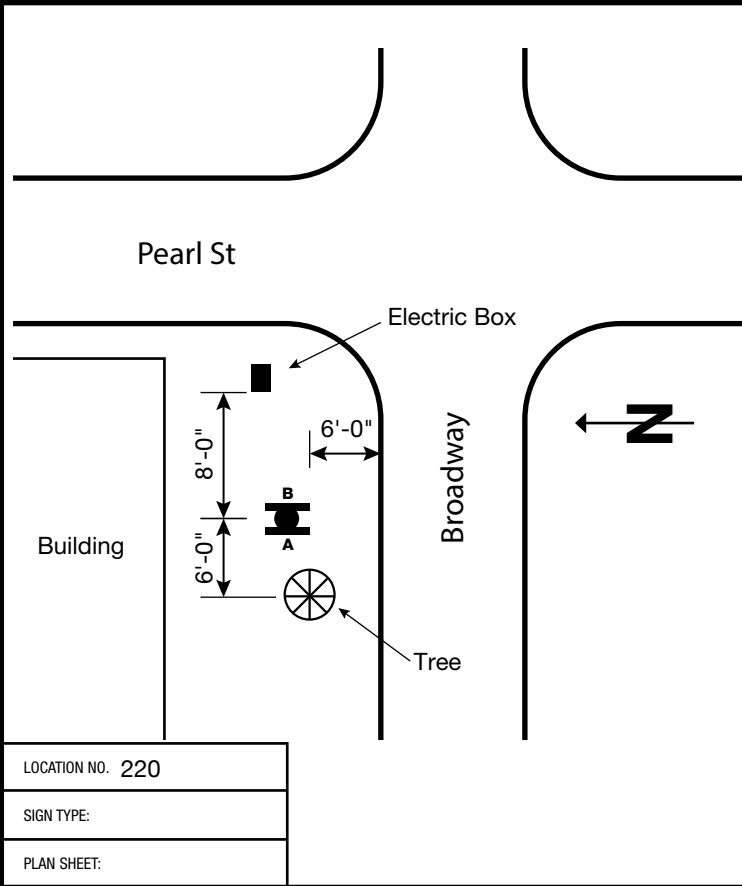 Pearl St
Electric Box
6'-0"
8'-0"
Broadway
N
B
A
Building
6'-0"
Tree
LOCATION NO. 220
SIGN TYPE:
PLAN SHEET: